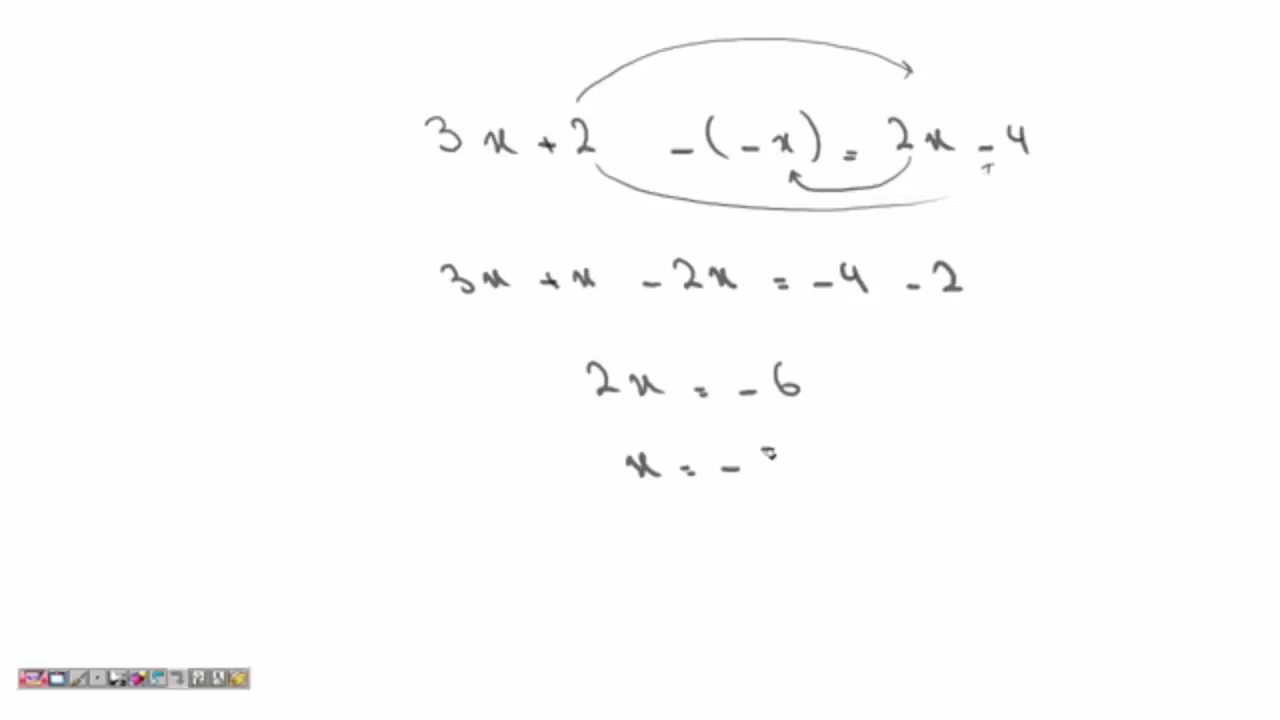 3x + 2 - (-x) = 2x - 4
3x + x - 2x = -4 - 2
2x = -6
x = -